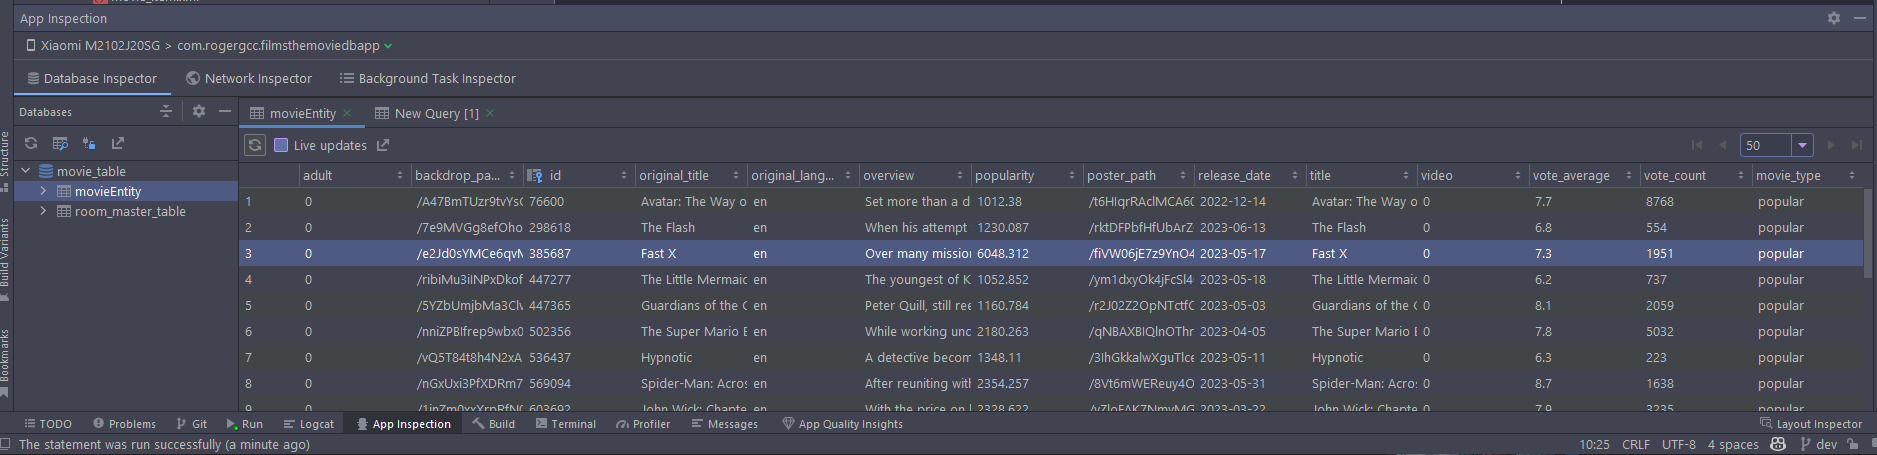 App Inspection
Xiaomi M2102J20SG > com.rogergcc.filmsthemoviedbapp
Database Inspector Network Inspector Background Task Inspector
Databases movieEntity New Query [1]
Live updates 50
movie_table
movieEntity
room_master_table
adult backdrop_pa... id original_title original_lang... overview popularity poster_path release_date title video vote_average vote_count movie_type
1 0 /A47BmTUzr9tvYs 76600 Avatar: The Way o en Set more than a d 1012.38 /t6HIqrRAclMCA6 2022-12-14 Avatar: The Way o 0 7.7 8768 popular
2 0 /7e9MVGg8efOho 298618 The Flash en When his attempt 1230.087 /rktDFPbfHfUbArZ 2023-06-13 The Flash 0 6.8 554 popular
3 0 /e2Jd0sYMCe6qv 385687 Fast X en Over many mission 6048.312 /fiVW06jE7z9YnO4 2023-05-17 Fast X 0 7.3 1951 popular
4 0 /ribiMu3iINPxDkof 447277 The Little Mermaid en The youngest of K 1052.852 /ym1dxyOk4jFcSl4 2023-05-18 The Little Mermaid 0 6.2 737 popular
5 0 /5YZbUmjbMa3Clv 447365 Guardians of the en Peter Quill, still ree 1160.784 /r2J02Z2OpNTctf 2023-05-03 Guardians of the 0 8.1 2059 popular
6 0 /nniZPBIfrep9wbx0 502356 The Super Mario en While working und 2180.263 /qNBAXBIQlnOThr 2023-04-05 The Super Mario 0 7.8 5032 popular
7 0 /vQ5T84t8h4N2xA 536437 Hypnotic en A detective becom 1348.11 /3IhGkkalwXguTlce 2023-05-11 Hypnotic 0 6.3 223 popular
8 0 /nGxUxi3PfXDRm7 569094 Spider-Man: Acros en After reuniting with 2354.257 /8Vt6mWEReuy4O 2023-05-31 Spider-Man: Acros 0 8.7 1638 popular
9 0 603692 John Wick: Chapte en With the price on 2328.622 2023-03-22 John Wick: Chapte 0 7.9 3235 popular
TODO Problems Git Run Logcat App Inspection Build Terminal Profiler Messages App Quality Insights Layout Inspector
The statement was run successfully (a minute ago) 10:25 CRLF UTF-8 4 spaces dev
Structure
Build Variants
Bookmarks